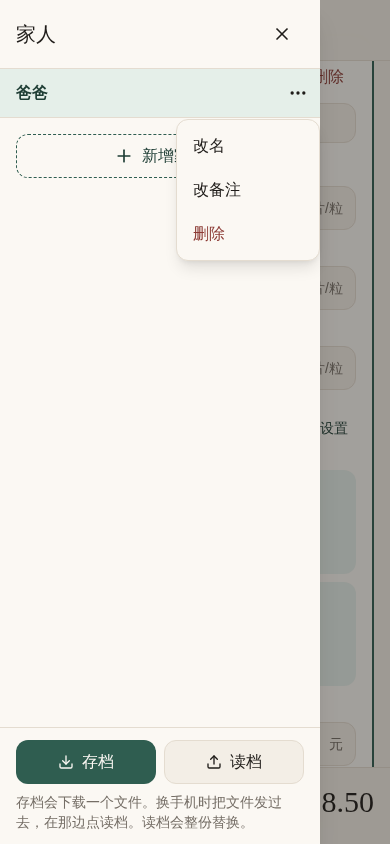 家人
删除
爸爸
新增
改名
改备注
删除
片/粒
片/粒
片/粒
设置
元
存档
读档
8.50
存档会下载一个文件。换手机时把文件发过
去，在那边点读档。读档会整份替换。